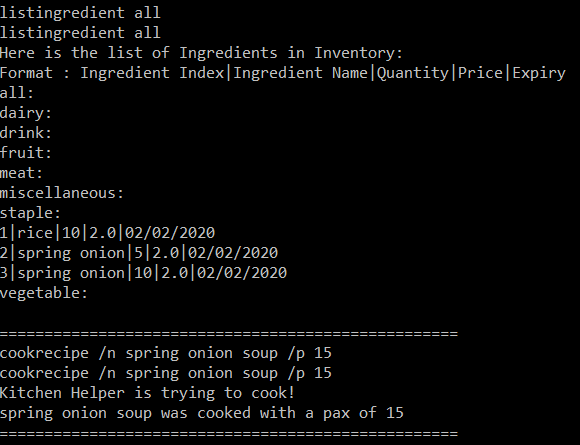 listingredient all
listingredient all
Here is the list of Ingredients in Inventory:
Format : Ingredient Index|Ingredient Name|Quantity|Price|Expiry
all:
dairy:
drink:
fruit:
meat:
miscellaneous:
staple:
1|rice|10|2.0|02/02/2020
2|spring onion|5|2.0|02/02/2020
3|spring onion|10|2.0|02/02/2020
vegetable:
===================================================
cookrecipe /n spring onion soup /p 15
cookrecipe /n spring onion soup /p 15
Kitchen Helper is trying to cook!
spring onion soup was cooked with a pax of 15
===================================================